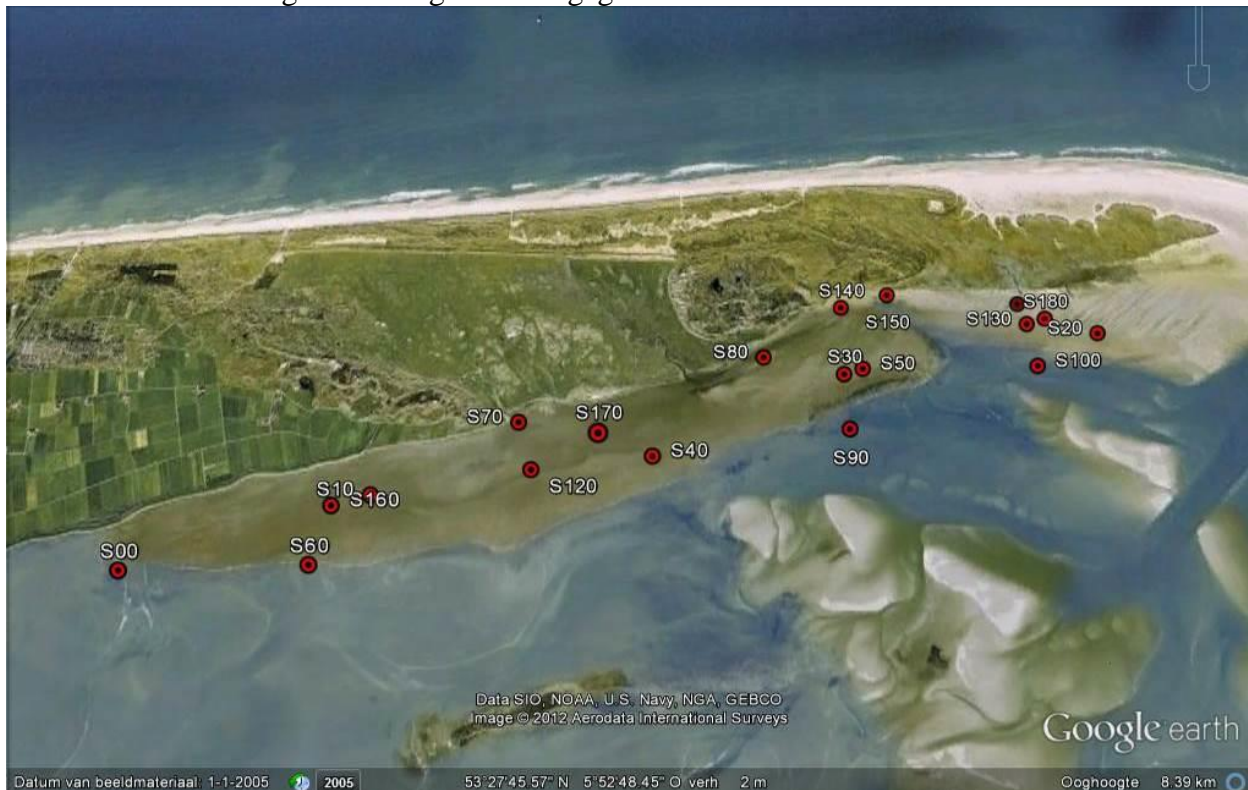 S140
S180
S150
S130
S20
S80
S30
S50
S100
S70
S170
S90
S40
S120
S10
S160
S60
S00
Data SIO, NOAA, U.S. Navy, NGA, GEBCO
Image © 2012 Aerodata International Surveys
Google earth
Datum van beeldmateriaal: 1-1-2005
2005
53°27'45.57" N 5°52'48.45" O verh 2 m
Ooghoogte 8.39 km